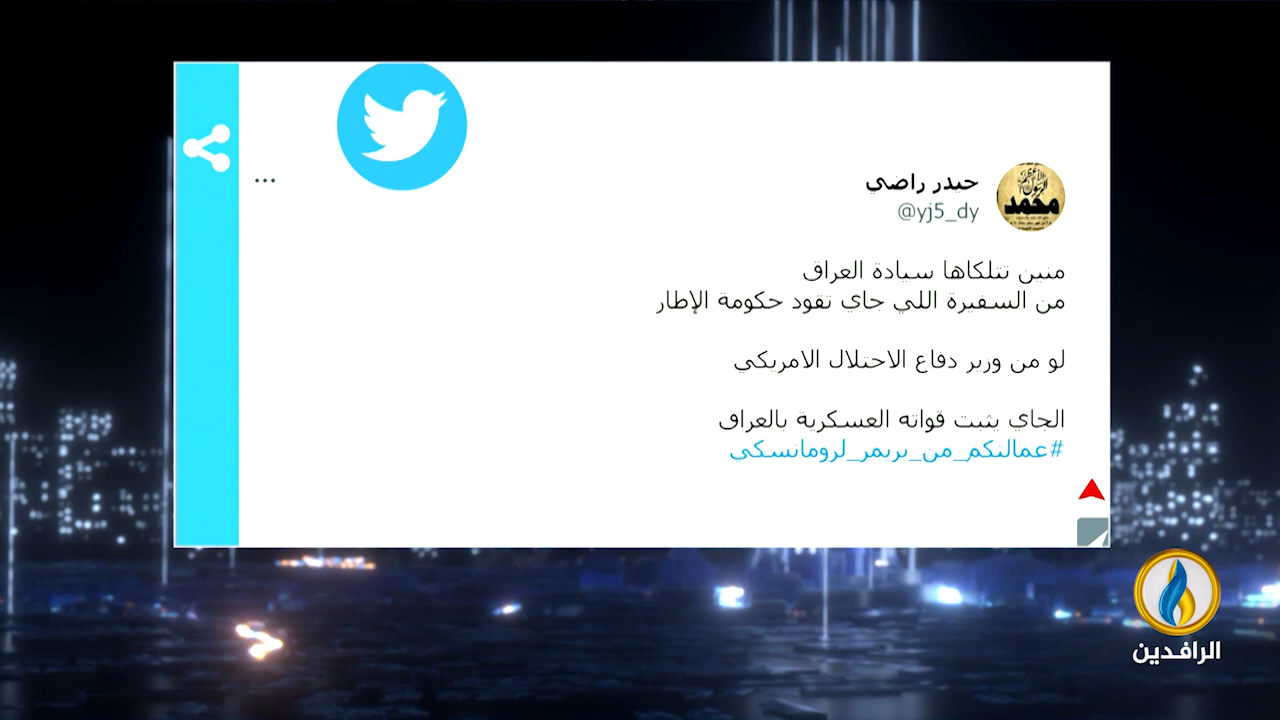 حيدر راضي
@yj5_dy
منين تتلكاها سيادة العراق
من السفيرة اللي جاي تقود حكومة الإطار
لو من وزير دفاع الاحتلال الامريكي
الجاي يثبت قواته العسكرية بالعراق
#عمالتكم_من_بريمر_لرومانسكي
الرافدين